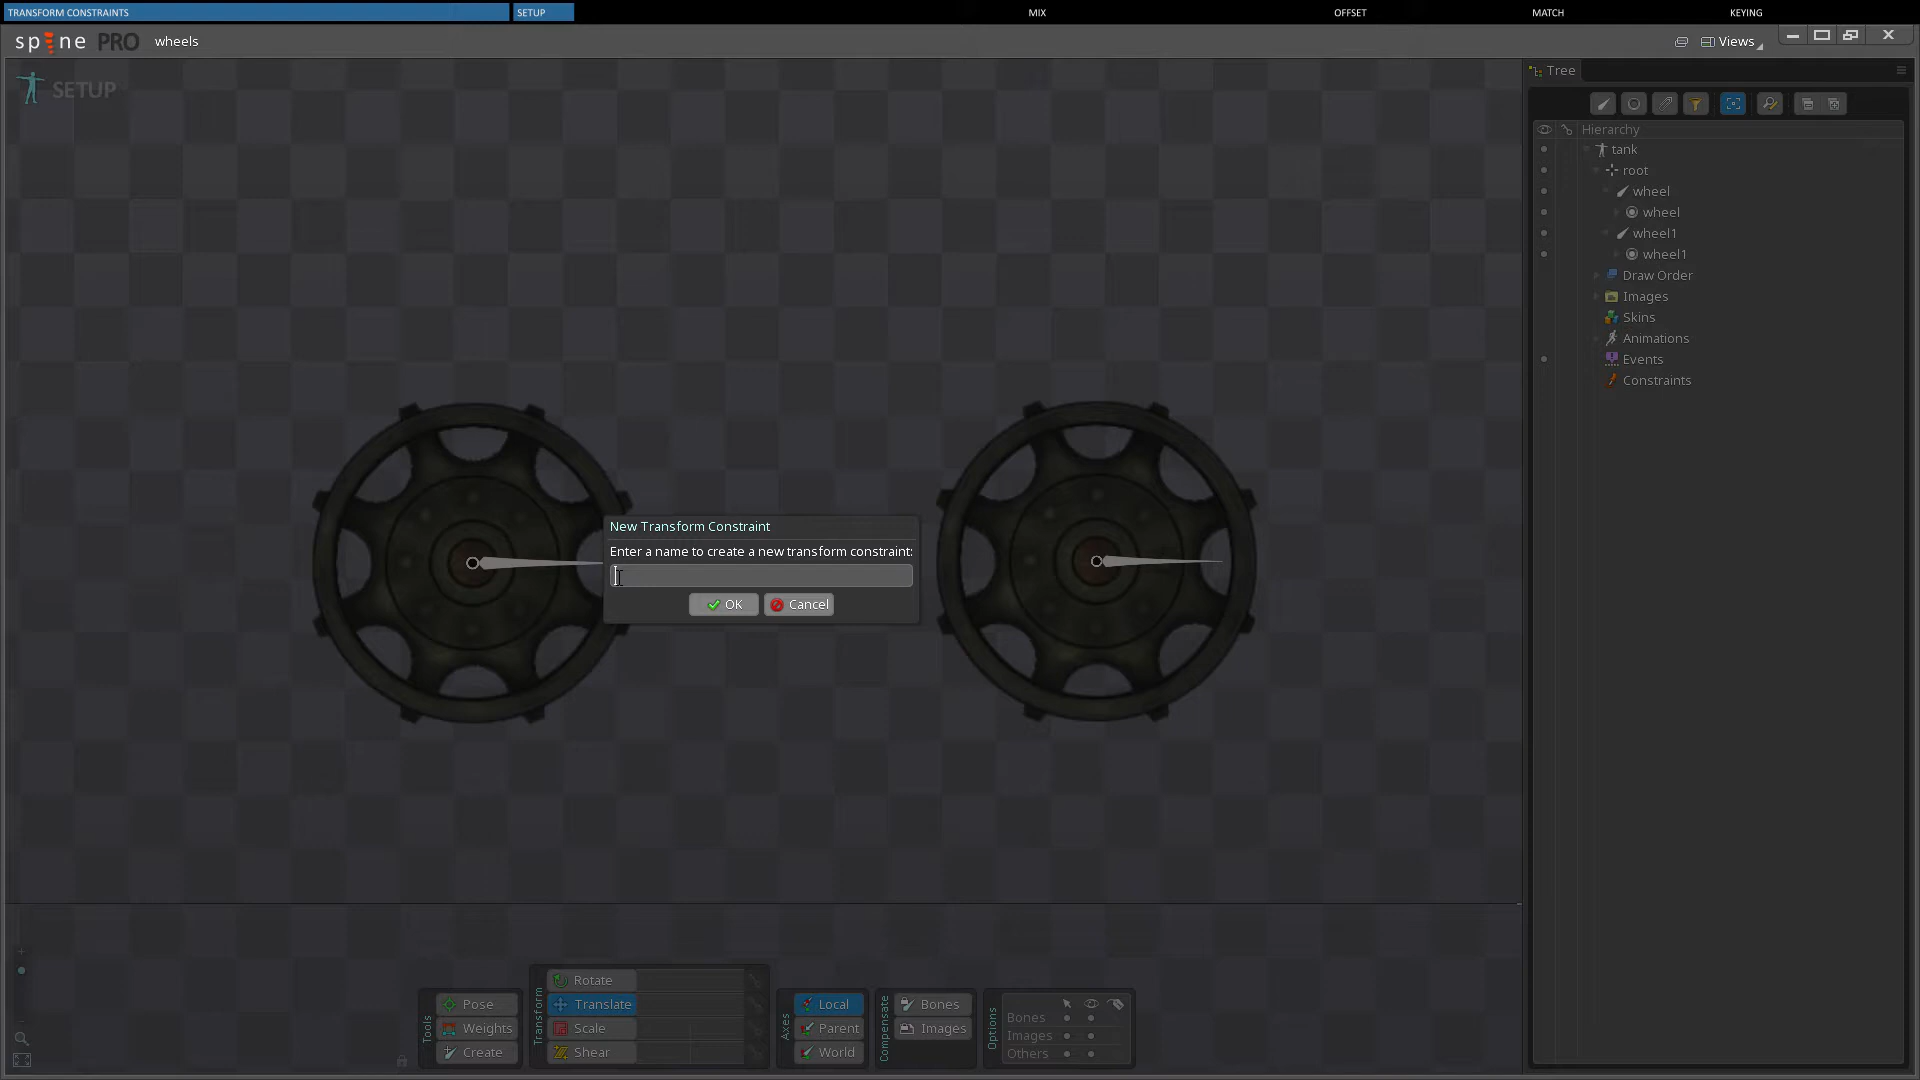 TRANSFORM CONSTRAINTS
SETUP
MIX
OFFSET
MATCH
KEYING
spine PRO
wheels
Views
SETUP
Tree
Hierarchy
tank
root
wheel
wheel
wheel1
wheel1
Draw Order
Images
Skins
Animations
Events
Constraints
New Transform Constraint
Enter a name to create a new transform constraint:
OK
Cancel
Tools
Pose
Weights
Create
Transform
Rotate
Translate
Scale
Shear
Axes
Local
Parent
World
Compensate
Bones
Images
Options
Bones
Images
Others